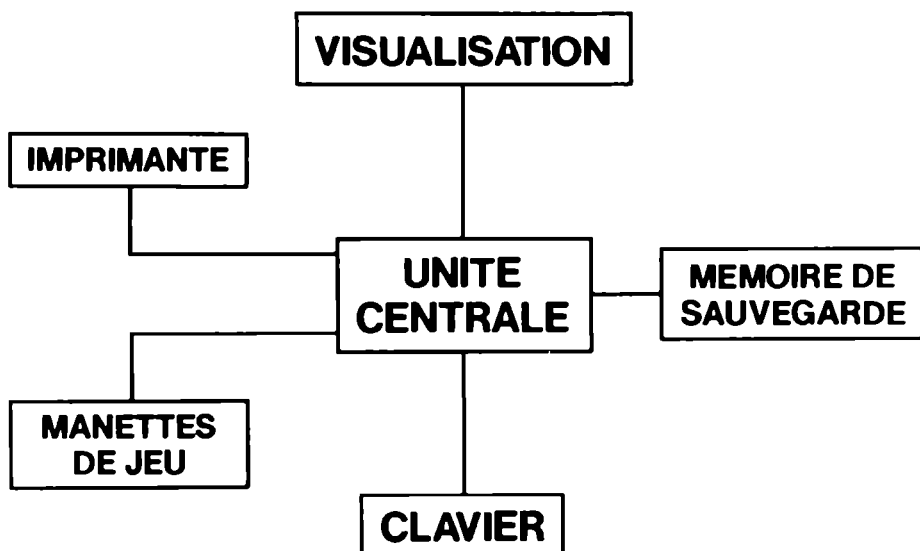 VISUALISATION
IMPRIMANTE
UNITE
CENTRALE
MEMOIRE DE
SAUVEGARDE
MANETTES
DE JEU
CLAVIER